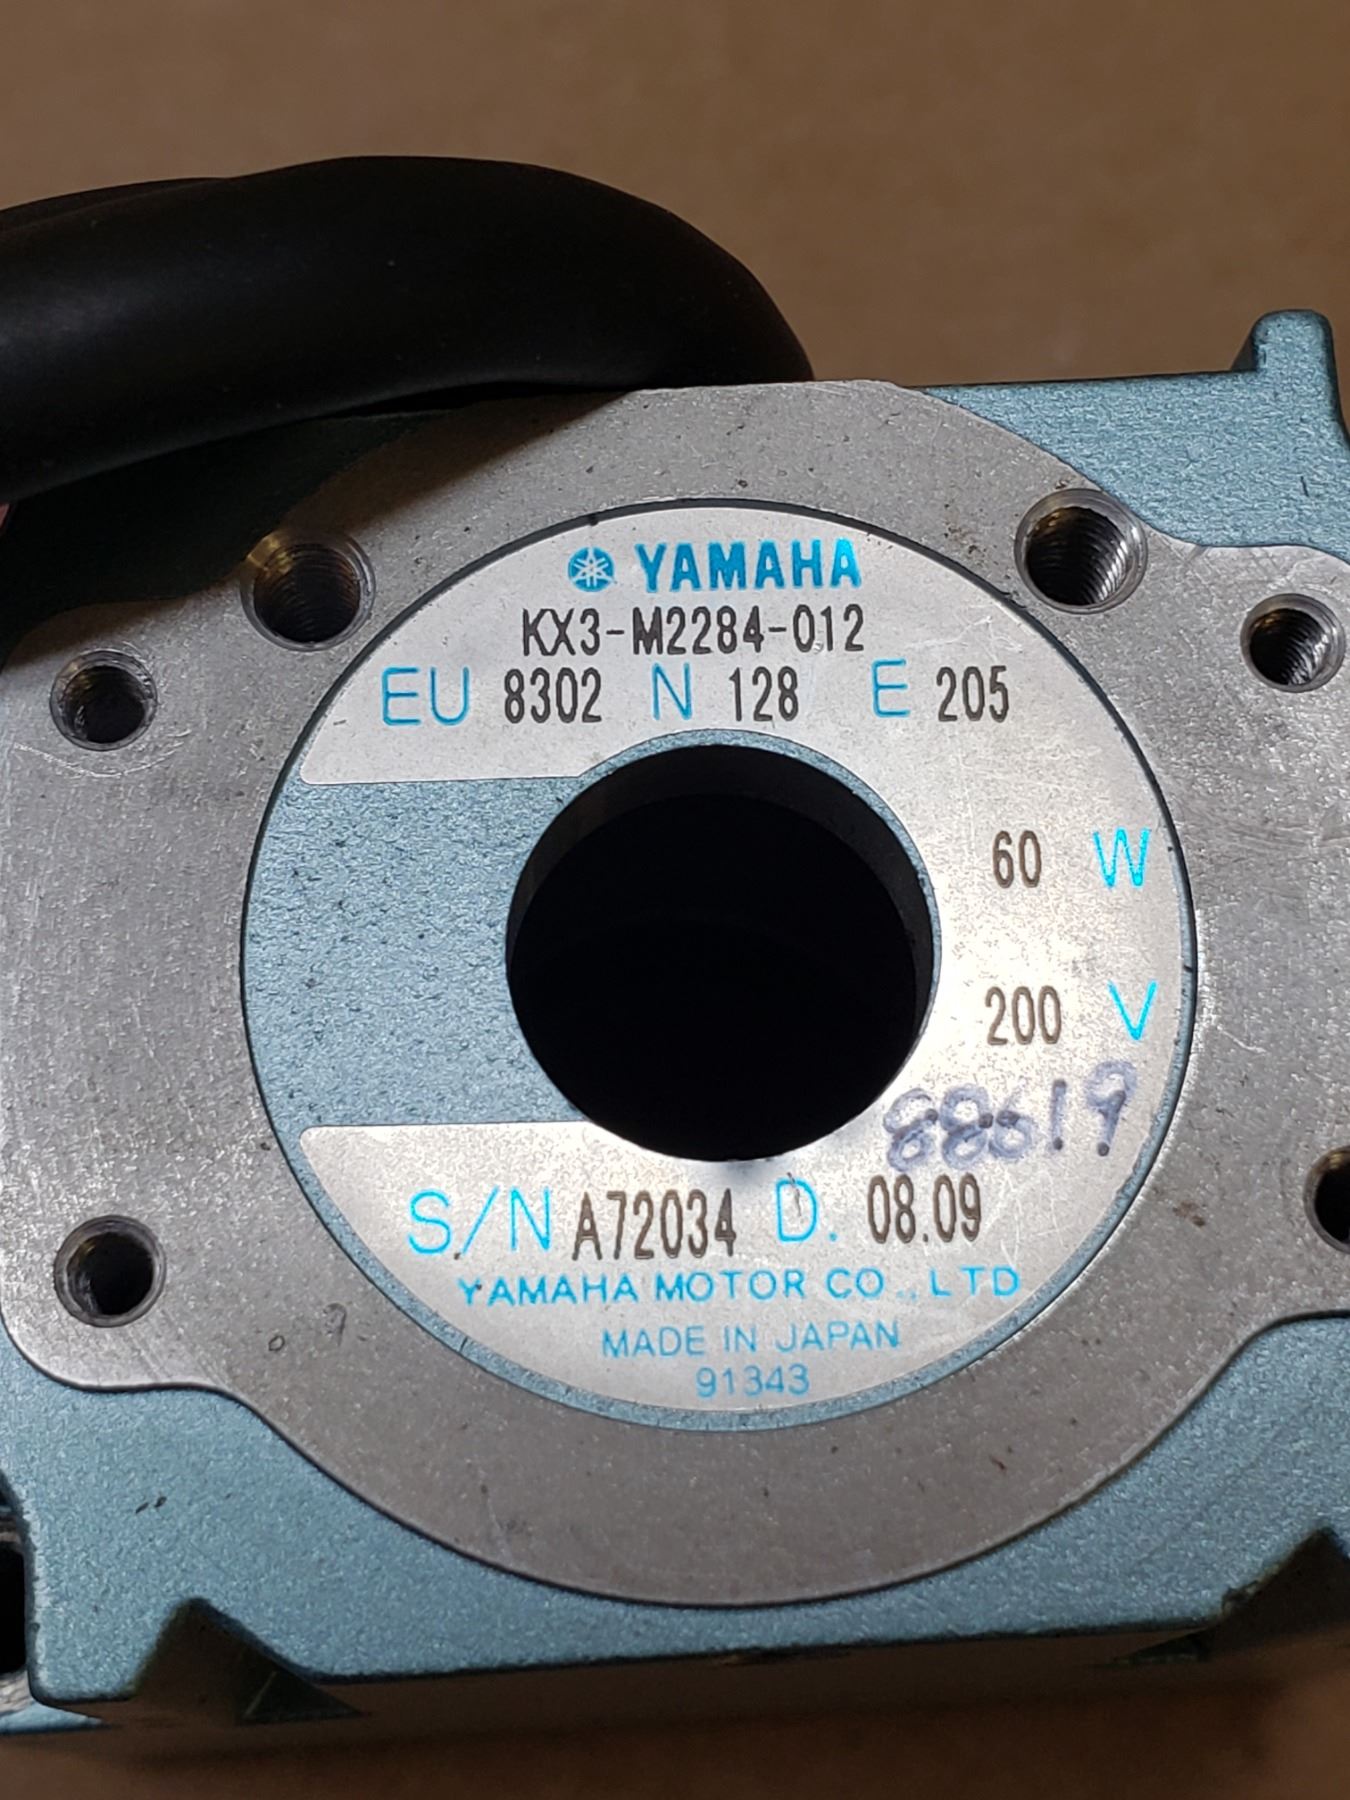 YAMAHA
KX3-M2284-012
EU 8302 N 128 E 205
60 W
200 V
88619
S/N A72034 D. 08.09
YAMAHA MOTOR CO., LTD
MADE IN JAPAN
91343